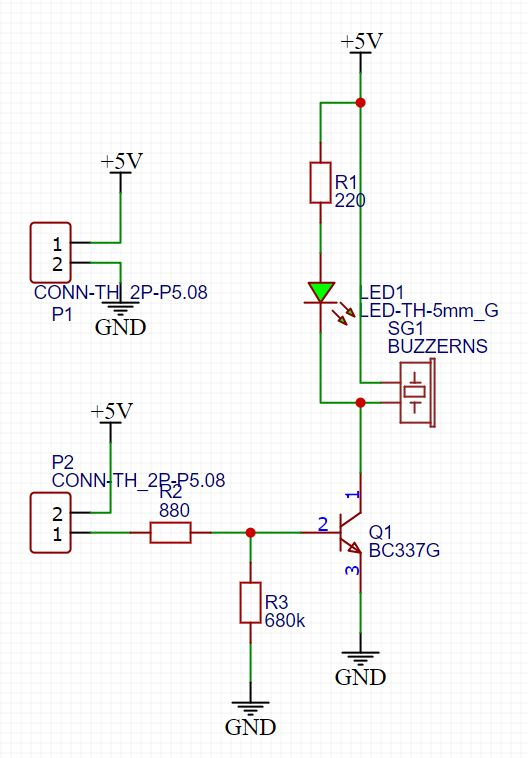 +5V
R1
220
+5V
1
2
CONN-TH_2P-P5.08
P1
GND
LED1
LED-TH-5mm_G
SG1
BUZZERNS
+5V
P2
CONN-TH_2P-P5.08
R2
880
2
1
1
2
3
Q1
BC337G
R3
680k
GND
GND